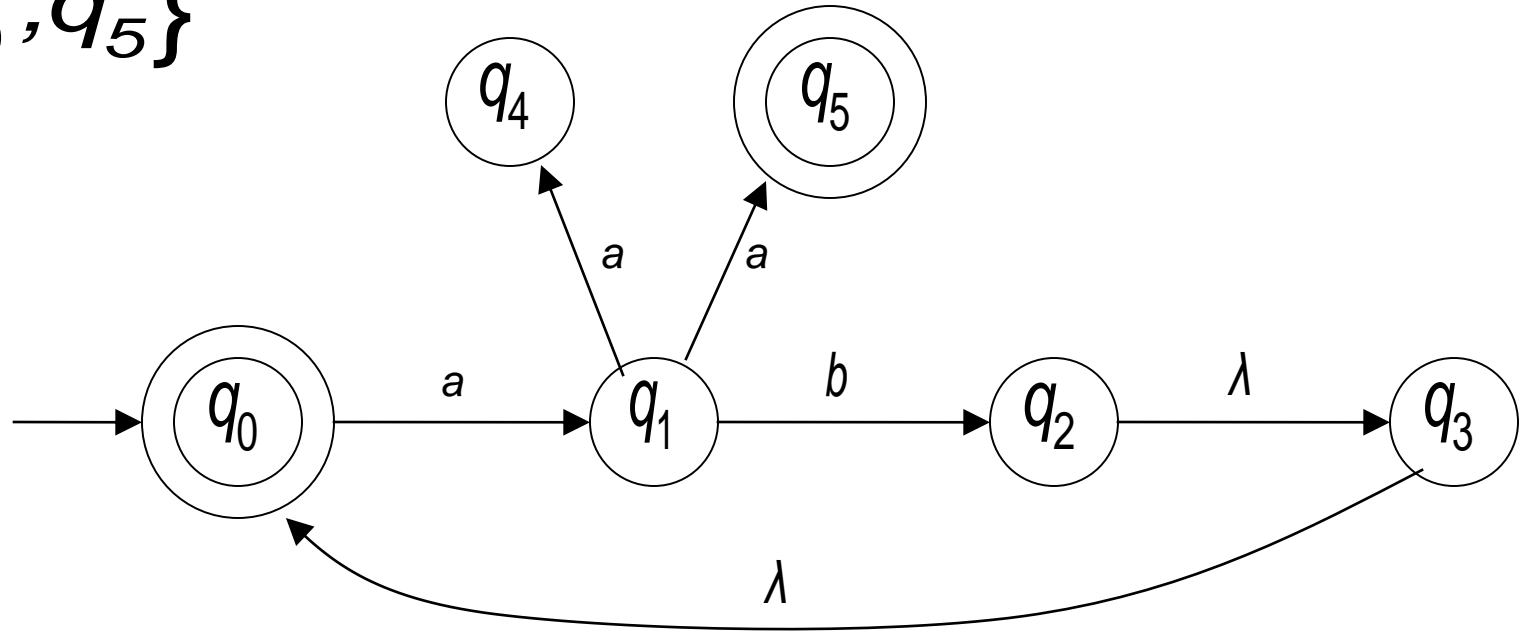 ,q₅}
q₄ q₅
a a
q₀ a q₁ b q₂ λ q₃
λ